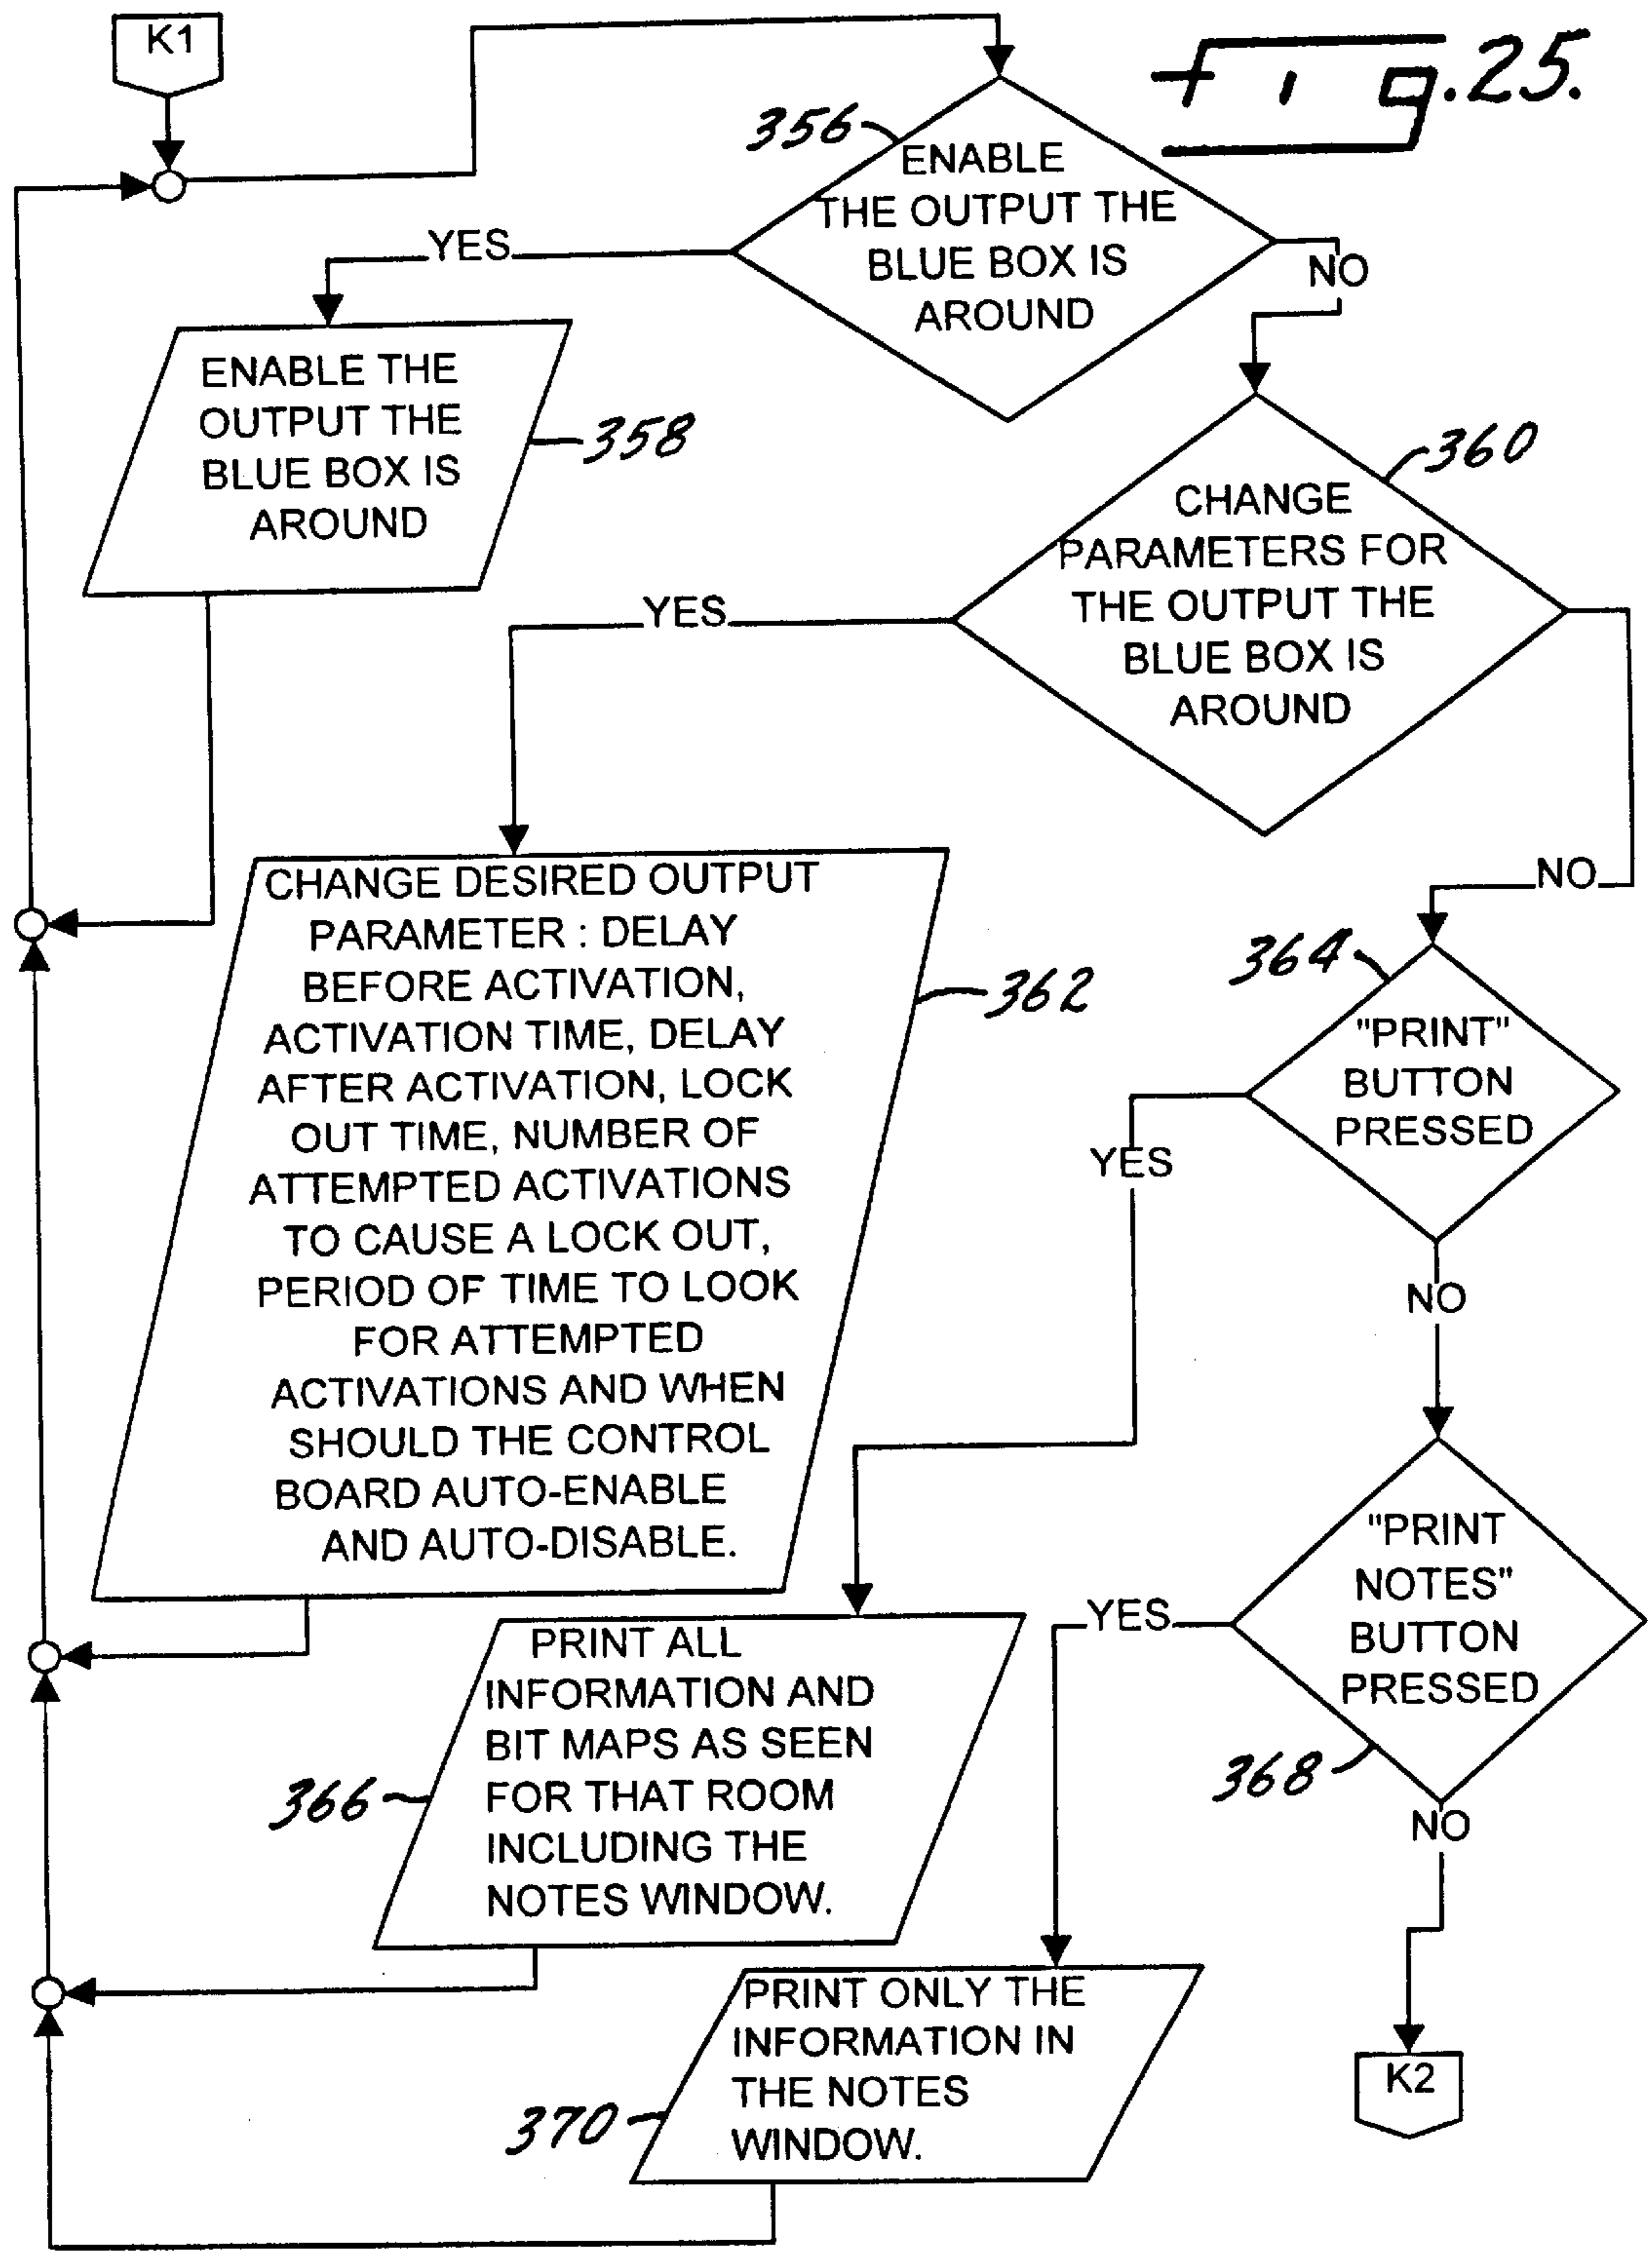 K1
Fig. 25.
356
ENABLE
THE OUTPUT THE
BLUE BOX IS
AROUND
YES
NO
ENABLE THE
OUTPUT THE
BLUE BOX IS
AROUND
358
360
CHANGE
PARAMETERS FOR
THE OUTPUT THE
BLUE BOX IS
AROUND
YES
NO
CHANGE DESIRED OUTPUT
PARAMETER : DELAY
BEFORE ACTIVATION,
ACTIVATION TIME, DELAY
AFTER ACTIVATION, LOCK
OUT TIME, NUMBER OF
ATTEMPTED ACTIVATIONS
TO CAUSE A LOCK OUT,
PERIOD OF TIME TO LOOK
FOR ATTEMPTED
ACTIVATIONS AND WHEN
SHOULD THE CONTROL
BOARD AUTO-ENABLE
AND AUTO-DISABLE.
362
364
"PRINT"
BUTTON
PRESSED
YES
NO
PRINT ALL
INFORMATION AND
BIT MAPS AS SEEN
FOR THAT ROOM
INCLUDING THE
NOTES WINDOW.
366
"PRINT
NOTES"
BUTTON
PRESSED
368
YES
NO
PRINT ONLY THE
INFORMATION IN
THE NOTES
WINDOW.
370
K2